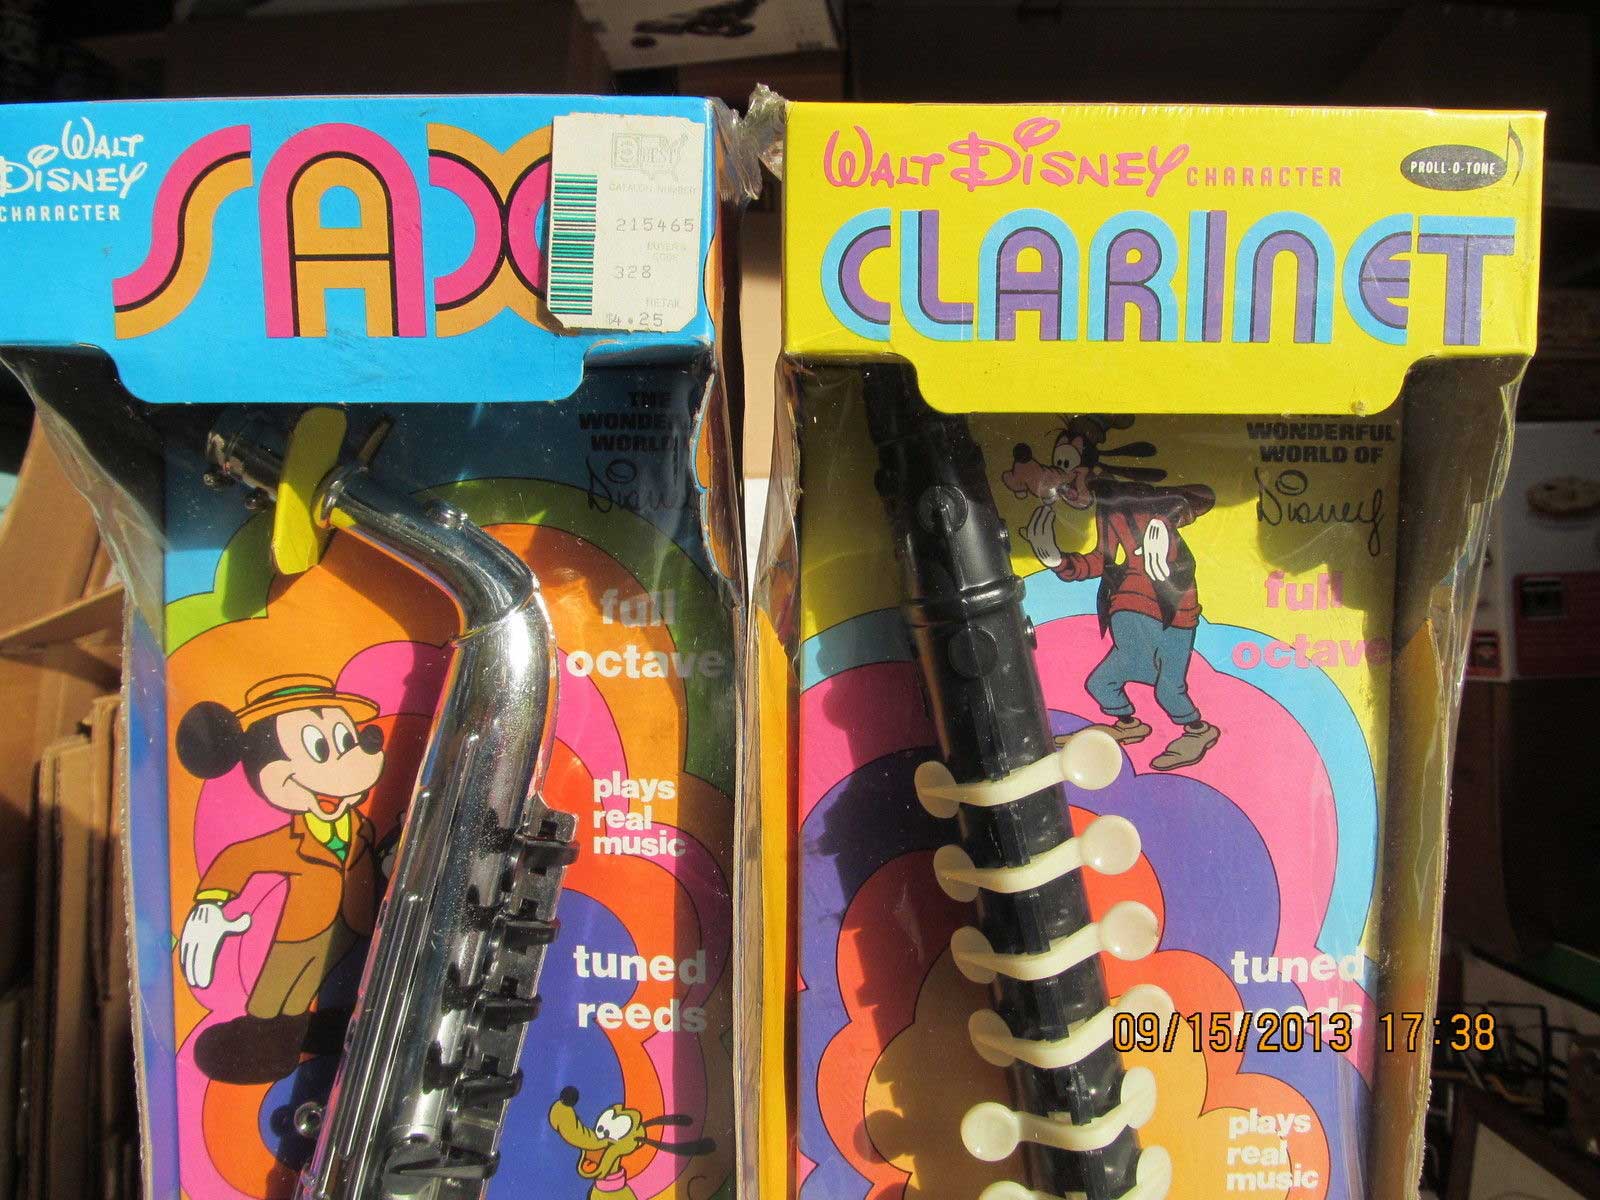 WALT
DISNEY
CHARACTER
SAX
BEST
CATALOG NUMBER
215465
BUYERS
CODE
328
RETAIL
$4.25
THE
WORLD
Disney
full
octave
plays
real
music
tuned
reeds
WALT DISNEY CHARACTER
PROLL-O-TONE
CLARINET
WONDERFUL
WORLD OF
Disney
full
octave
tuned
reeds
09/15/2013 17:38
plays
real
music